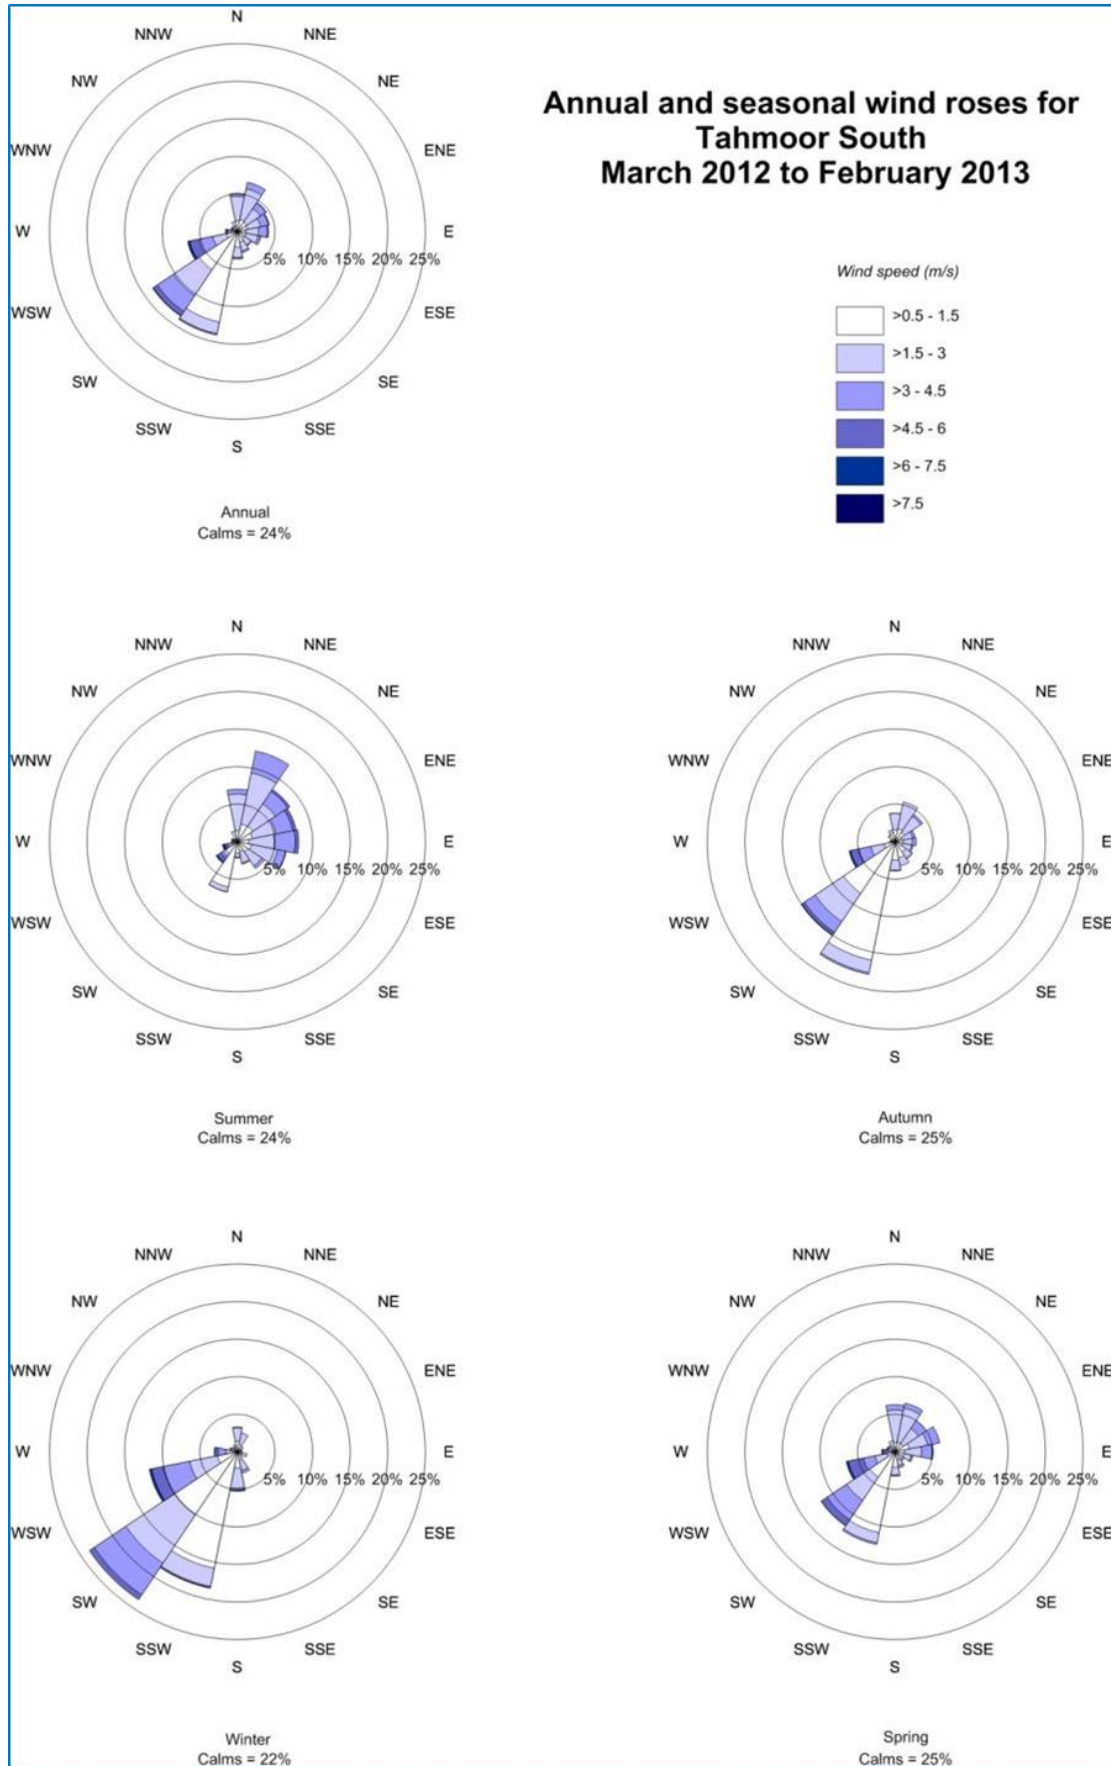 N
NNW
NNE
NW
NE
WNW
ENE
W
E
5% 10% 15% 20% 25%
WSW
ESE
SW
SE
SSW
SSE
S
Annual
Calms = 24%
Annual and seasonal wind roses for
Tahmoor South
March 2012 to February 2013
Wind speed (m/s)
>0.5 - 1.5
>1.5 - 3
>3 - 4.5
>4.5 - 6
>6 - 7.5
>7.5
N
NNW
NNE
NW
NE
WNW
ENE
W
E
5% 10% 15% 20% 25%
WSW
ESE
SW
SE
SSW
SSE
S
Summer
Calms = 24%
N
NNW
NNE
NW
NE
WNW
ENE
W
E
5% 10% 15% 20% 25%
WSW
ESE
SW
SE
SSW
SSE
S
Autumn
Calms = 25%
N
NNW
NNE
NW
NE
WNW
ENE
W
E
5% 10% 15% 20% 25%
WSW
ESE
SW
SE
SSW
SSE
S
Winter
Calms = 22%
N
NNW
NNE
NW
NE
WNW
ENE
W
E
5% 10% 15% 20% 25%
WSW
ESE
SW
SE
SSW
SSE
S
Spring
Calms = 25%